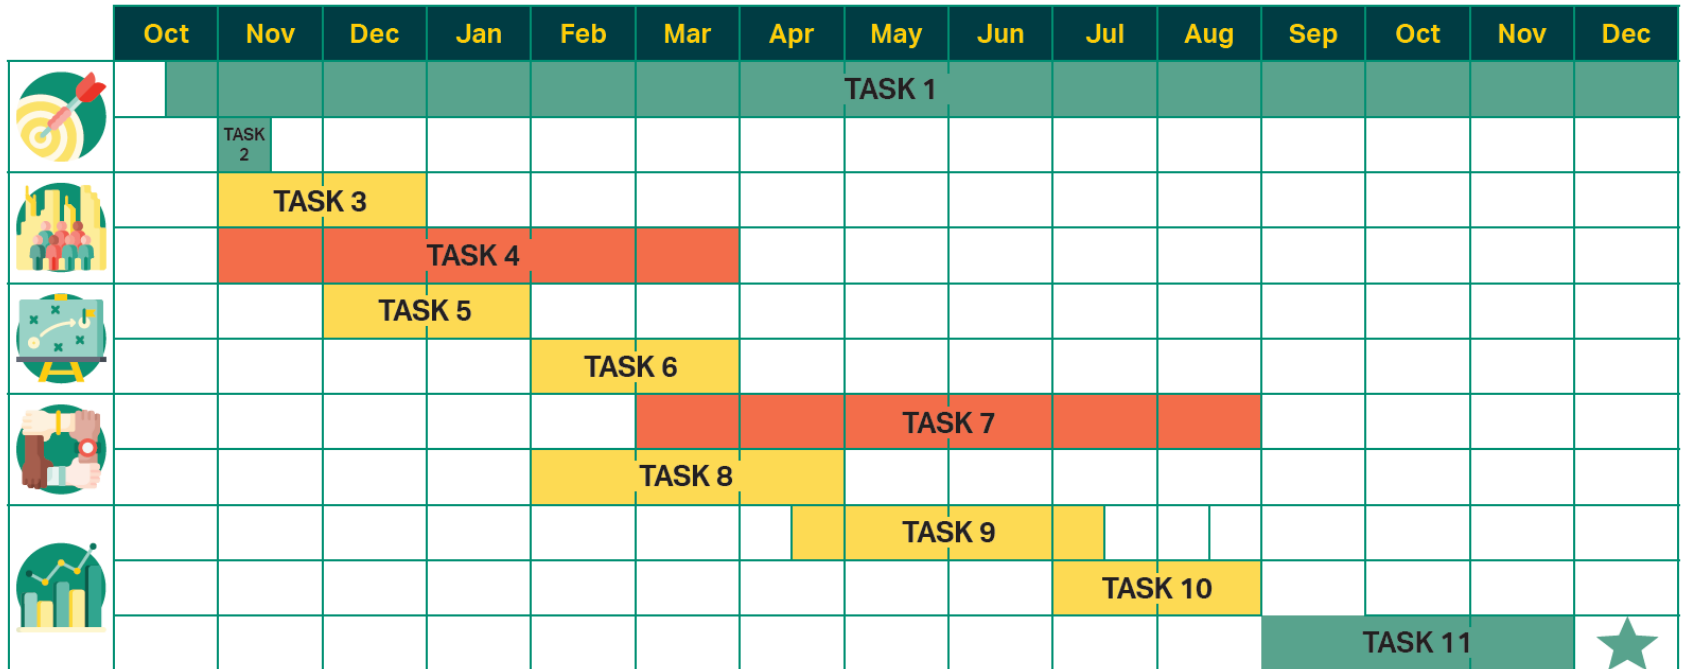 Oct Nov Dec Jan Feb Mar Apr May Jun Jul Aug Sep Oct Nov Dec
TASK 1
TASK
2
TASK 3
TASK 4
TASK 5
TASK 6
TASK 7
TASK 8
TASK 9
TASK 10
TASK 11